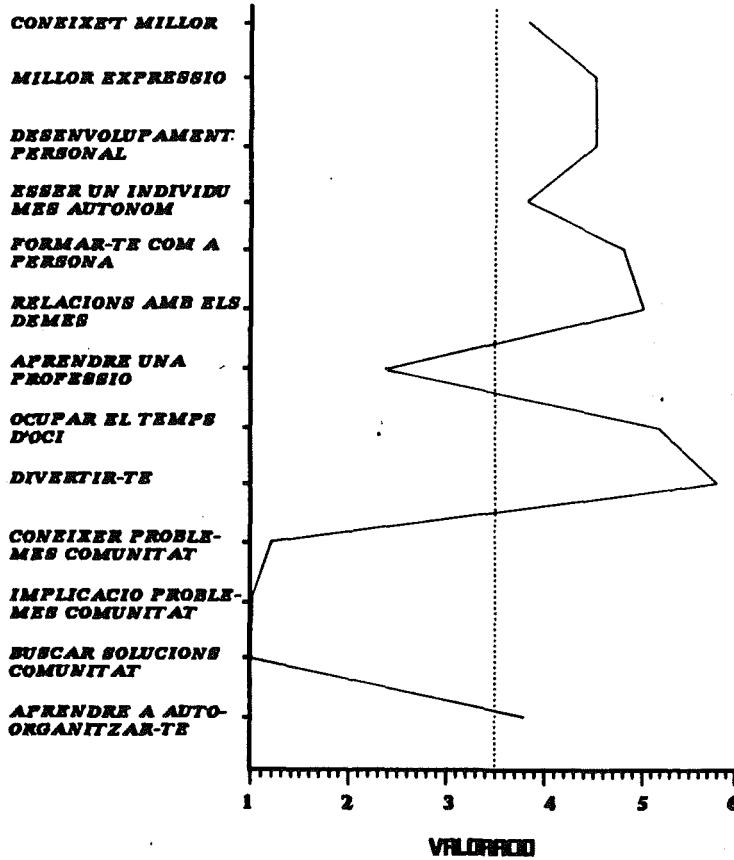 CONEIXE'T MILLOR
MILLOR EXPRESSIO
DESENVOLUPAMENT
PERSONAL
ESSER UN INDIVIDU
MES AUTONOM
FORMAR-TE COM A
PERSONA
RELACIONS AMB ELS
DEMES
APRENDRE UNA
PROFESSIO
OCUPAR EL TEMPS
D'OCI
DIVERTIR-TE
CONEIXER PROBLE-
MES COMUNITAT
IMPLICACIO PROBLE-
MES COMUNITAT
BUSCAR SOLUCIONS
COMUNITAT
APRENDRE A AUTO-
ORGANITZAR-TE
1 2 3 4 5 6
VALORACIO